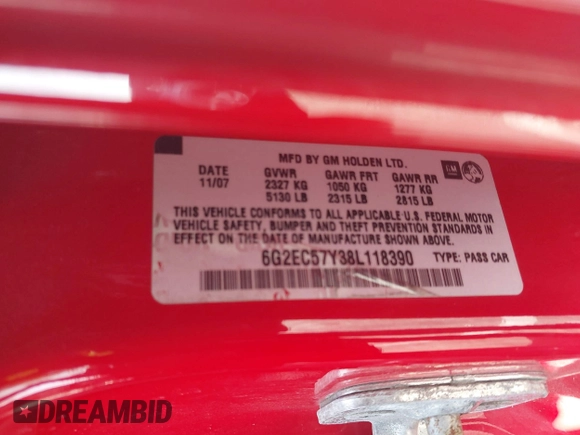 MFD BY GM HOLDEN LTD.
DATE GVWR GAWR FRT GAWR RR
11/07 2327 KG 1050 KG 1277 KG
5130 LB 2315 LB 2815 LB
THIS VEHICLE CONFORMS TO ALL APPLICABLE U.S. FEDERAL MOTOR
VEHICLE SAFETY, BUMPER AND THEFT PREVENTION STANDARDS IN EFFECT
ON THE DATE OF MANUFACTURE SHOWN ABOVE.
6G2EC57Y38L118390 TYPE: PASS CAR
GM
DREAMBID